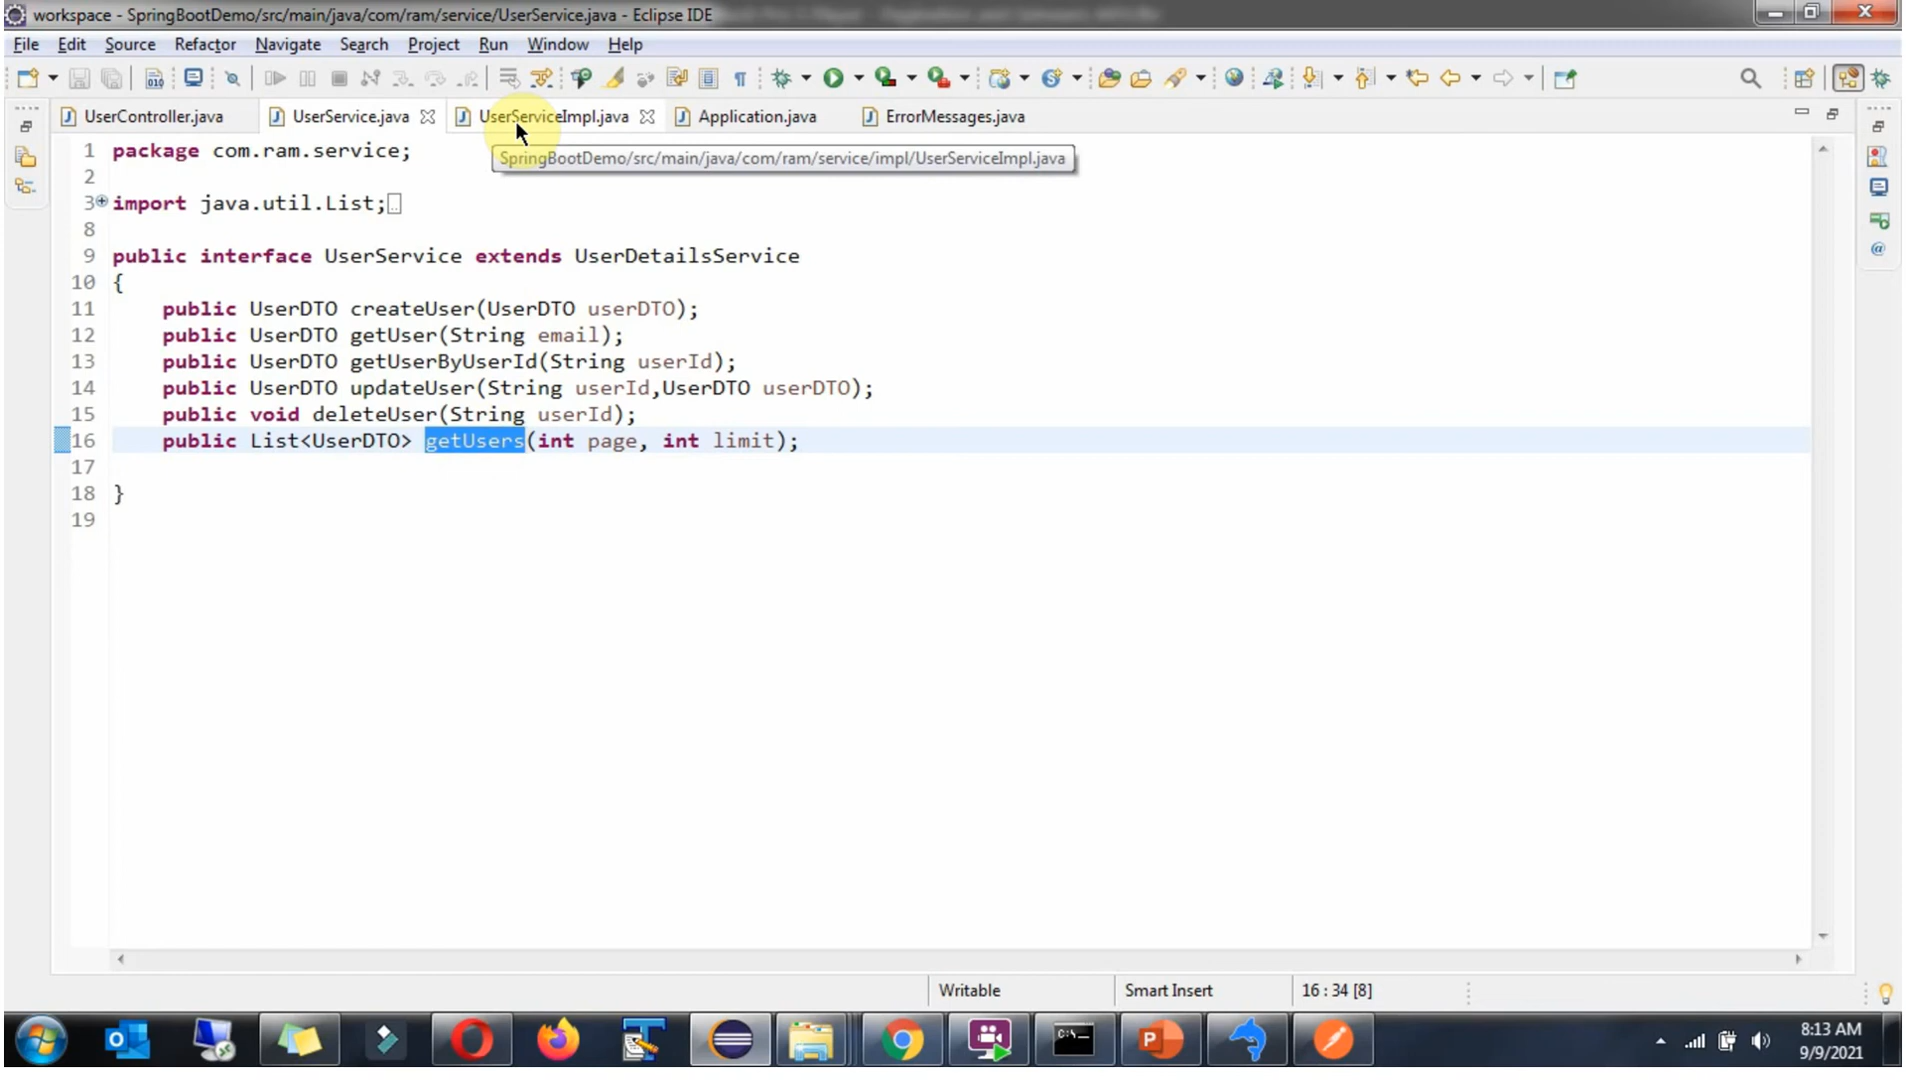 workspace - SpringBootDemo/src/main/java/com/ram/service/UserService.java - Eclipse IDE
File Edit Source Refactor Navigate Search Project Run Window Help
UserController.java UserService.java UserServiceImpl.java Application.java ErrorMessages.java
SpringBootDemo/src/main/java/com/ram/service/impl/UserServiceImpl.java
1 package com.ram.service;
2
3 import java.util.List;
8
9 public interface UserService extends UserDetailsService
10 {
11 public UserDTO createUser(UserDTO userDTO);
12 public UserDTO getUser(String email);
13 public UserDTO getUserByUserId(String userId);
14 public UserDTO updateUser(String userId,UserDTO userDTO);
15 public void deleteUser(String userId);
16 public List<UserDTO> getUsers(int page, int limit);
17
18 }
19
Writable Smart Insert 16 : 34 [8]
8:13 AM
9/9/2021